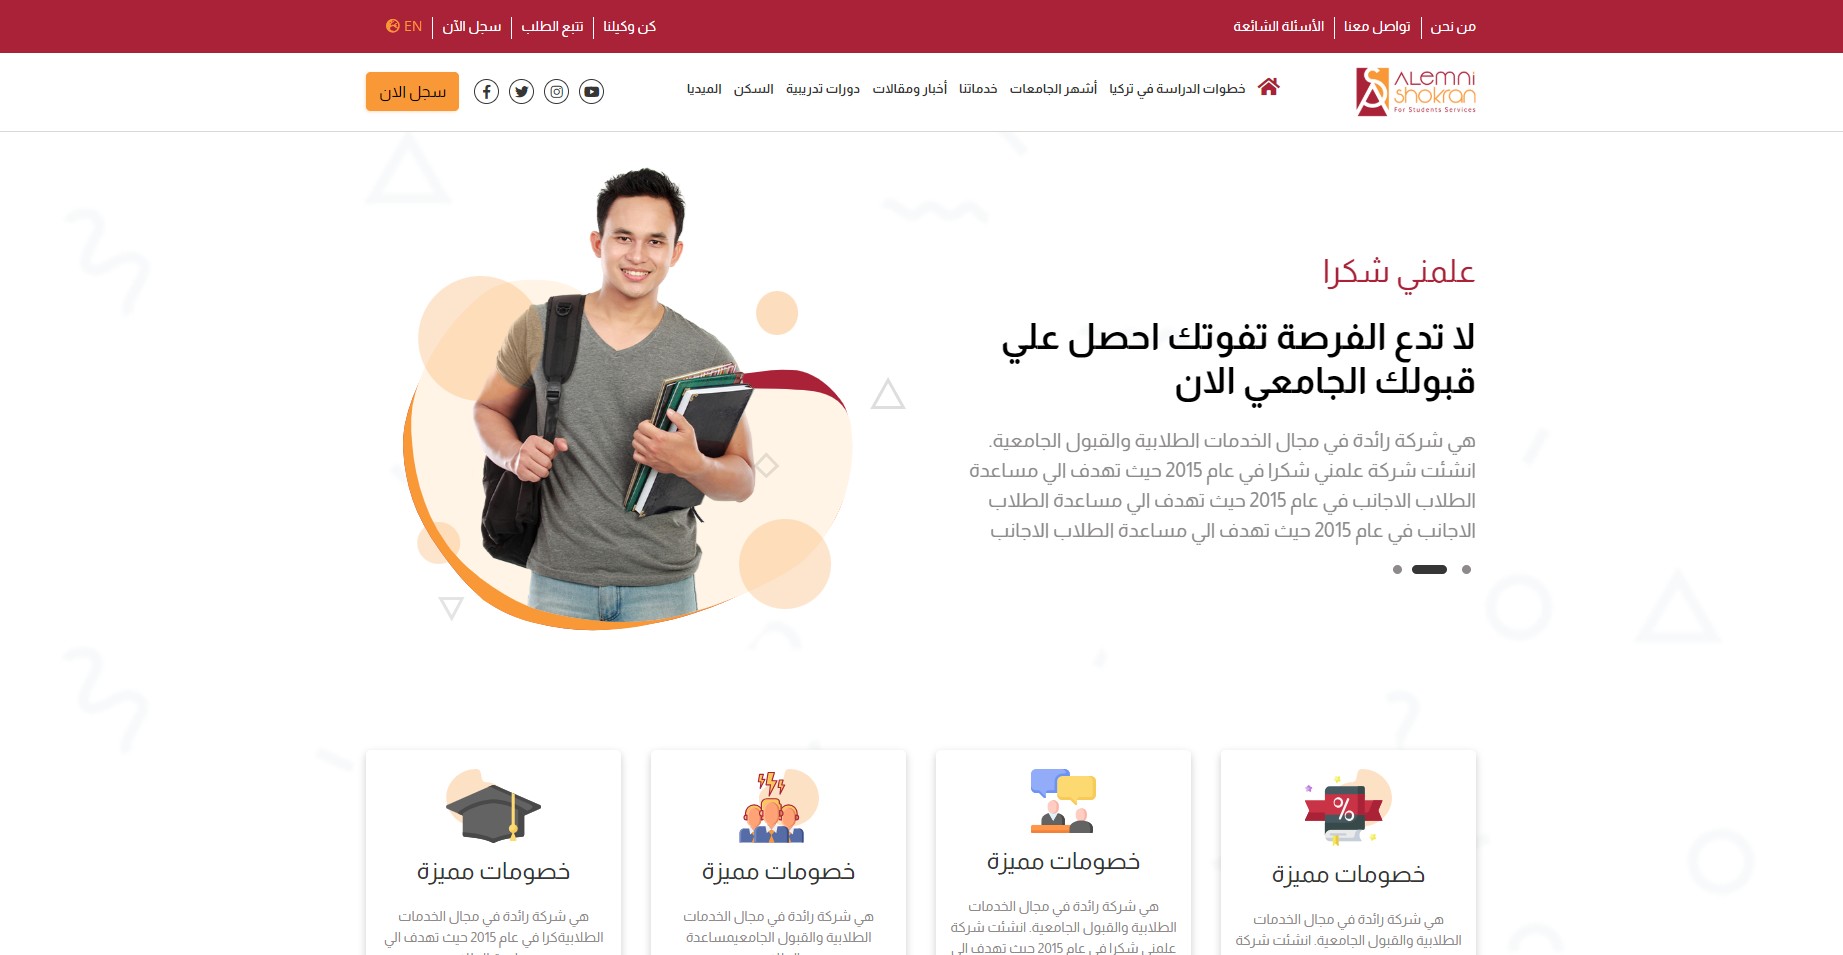 من نحن
تواصل معنا
الأسئلة الشائعة
كن وكيلنا
تتبع الطلب
سجل الآن
EN
ALEMNI
SHOKRAN
For Students Services
خطوات الدراسة في تركيا
أشهر الجامعات
خدماتنا
أخبار ومقالات
دورات تدريبية
السكن
الميديا
سجل الان
علمني شكرا
لا تدع الفرصة تفوتك احصل علي
قبولك الجامعي الان
هي شركة رائدة في مجال الخدمات الطلابية والقبول الجامعية.
انشئت شركة علمني شكرا في عام 2015 حيث تهدف الي مساعدة
الطلاب الاجانب في عام 2015 حيث تهدف الي مساعدة الطلاب
الاجانب في عام 2015 حيث تهدف الي مساعدة الطلاب الاجانب
%
خصومات مميزة
هي شركة رائدة في مجال الخدمات
الطلابية والقبول الجامعية. انشئت شركة
خصومات مميزة
هي شركة رائدة في مجال الخدمات
الطلابية والقبول الجامعية. انشئت شركة
علمني شكرا في عام 2015 حيث تهدف الي
خصومات مميزة
هي شركة رائدة في مجال الخدمات
الطلابية والقبول الجامعيمساعدة
خصومات مميزة
هي شركة رائدة في مجال الخدمات
الطلابيةكرا في عام 2015 حيث تهدف الي